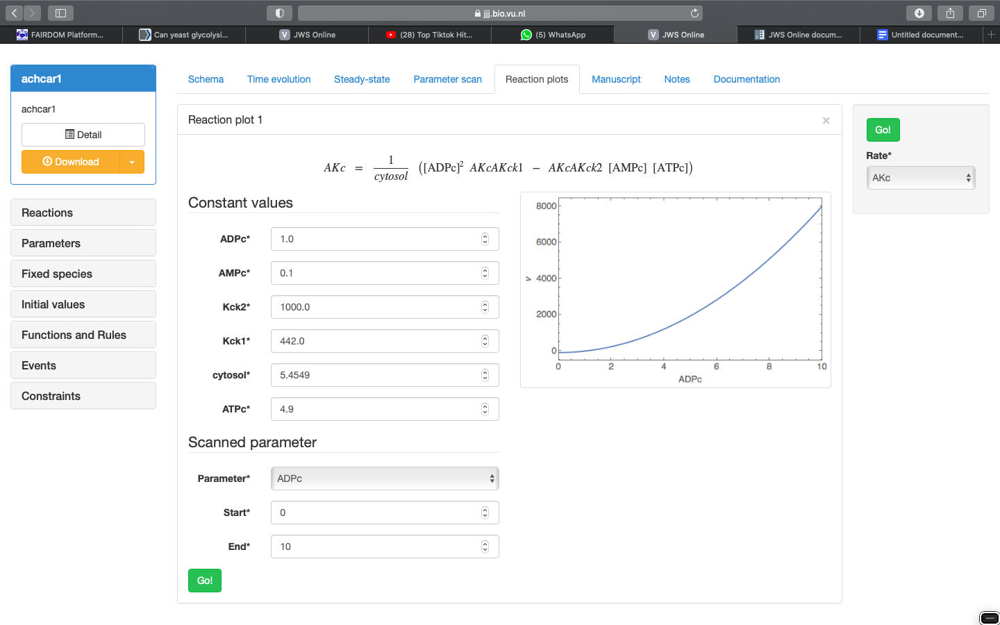 jjj.bio.vu.nl
FAIRDOM Platform...
Can yeast glycolysi...
JWS Online
(28) Top Tiktok Hit...
(5) WhatsApp
JWS Online
JWS Online docum...
Untitled document...
achcar1
achcar1
Detail
Download
Reactions
Parameters
Fixed species
Initial values
Functions and Rules
Events
Constraints
Schema
Time evolution
Steady-state
Parameter scan
Reaction plots
Manuscript
Notes
Documentation
Reaction plot 1
×
AKc = 1/cytosol ([ADPc]² AKcAKck1 − AKcAKck2 [AMPc] [ATPc])
Constant values
ADPc* 1.0
AMPc* 0.1
Kck2* 1000.0
Kck1* 442.0
cytosol* 5.4549
ATPc* 4.9
Scanned parameter
Parameter* ADPc
Start* 0
End* 10
Go!
8000
6000
4000
2000
0
v
0 2 4 6 8 10
ADPc
Go!
Rate*
AKc